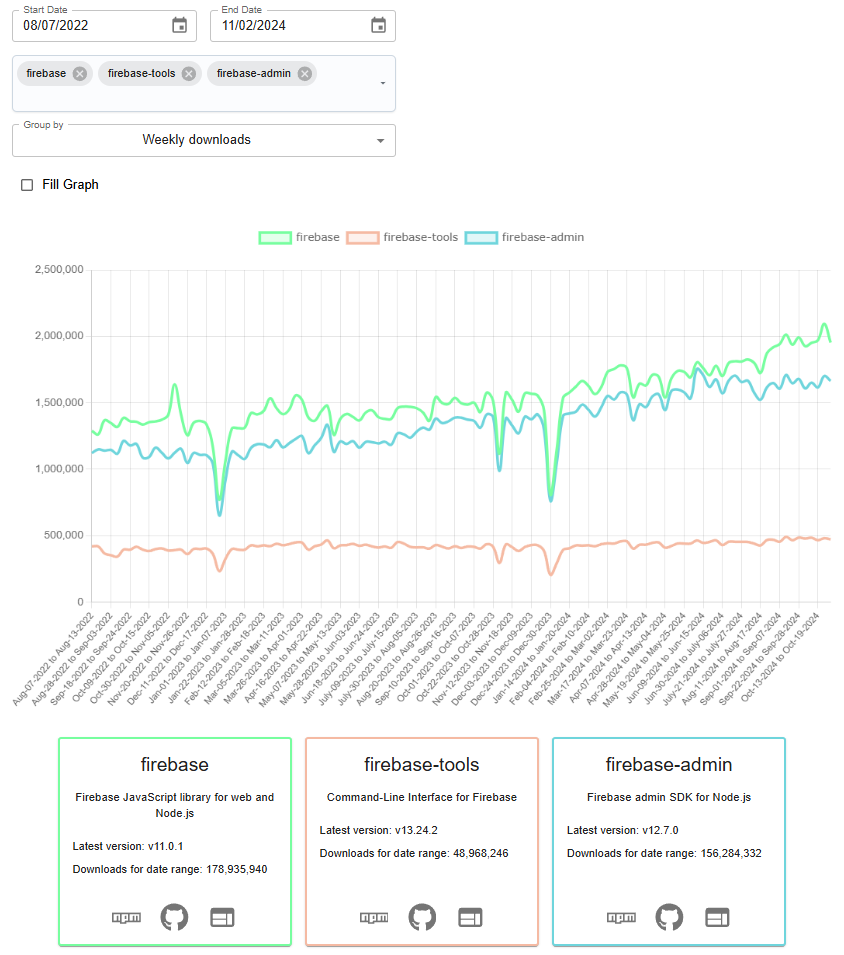 Start Date
08/07/2022
End Date
11/02/2024
firebase
firebase-tools
firebase-admin
Group by
Weekly downloads
Fill Graph
firebase
firebase-tools
firebase-admin
2,500,000
2,000,000
1,500,000
1,000,000
500,000
0
Aug-07-2022 to Aug-13-2022
Aug-28-2022 to Sep-03-2022
Sep-18-2022 to Sep-24-2022
Oct-09-2022 to Oct-15-2022
Oct-30-2022 to Nov-05-2022
Nov-20-2022 to Nov-26-2022
Dec-11-2022 to Dec-17-2022
Jan-01-2023 to Jan-07-2023
Jan-22-2023 to Jan-28-2023
Feb-12-2023 to Feb-18-2023
Mar-05-2023 to Mar-11-2023
Mar-26-2023 to Apr-01-2023
Apr-16-2023 to Apr-22-2023
May-07-2023 to May-13-2023
May-28-2023 to Jun-03-2023
Jun-18-2023 to Jun-24-2023
July-09-2023 to July-15-2023
July-30-2023 to Aug-05-2023
Aug-20-2023 to Aug-26-2023
Sep-10-2023 to Sep-16-2023
Oct-01-2023 to Oct-07-2023
Oct-22-2023 to Oct-28-2023
Nov-12-2023 to Nov-18-2023
Dec-03-2023 to Dec-09-2023
Dec-24-2023 to Dec-30-2023
Jan-14-2024 to Jan-20-2024
Feb-04-2024 to Feb-10-2024
Feb-25-2024 to Mar-02-2024
Mar-17-2024 to Mar-23-2024
Apr-07-2024 to Apr-13-2024
Apr-28-2024 to May-04-2024
May-19-2024 to May-25-2024
Jun-09-2024 to Jun-15-2024
Jun-30-2024 to July-06-2024
July-21-2024 to July-27-2024
Aug-11-2024 to Aug-17-2024
Sep-01-2024 to Sep-07-2024
Sep-22-2024 to Sep-28-2024
Oct-13-2024 to Oct-19-2024
firebase
Firebase JavaScript library for web and
Node.js
Latest version: v11.0.1
Downloads for date range: 178,935,940
npm
firebase-tools
Command-Line Interface for Firebase
Latest version: v13.24.2
Downloads for date range: 48,968,246
npm
firebase-admin
Firebase admin SDK for Node.js
Latest version: v12.7.0
Downloads for date range: 156,284,332
npm